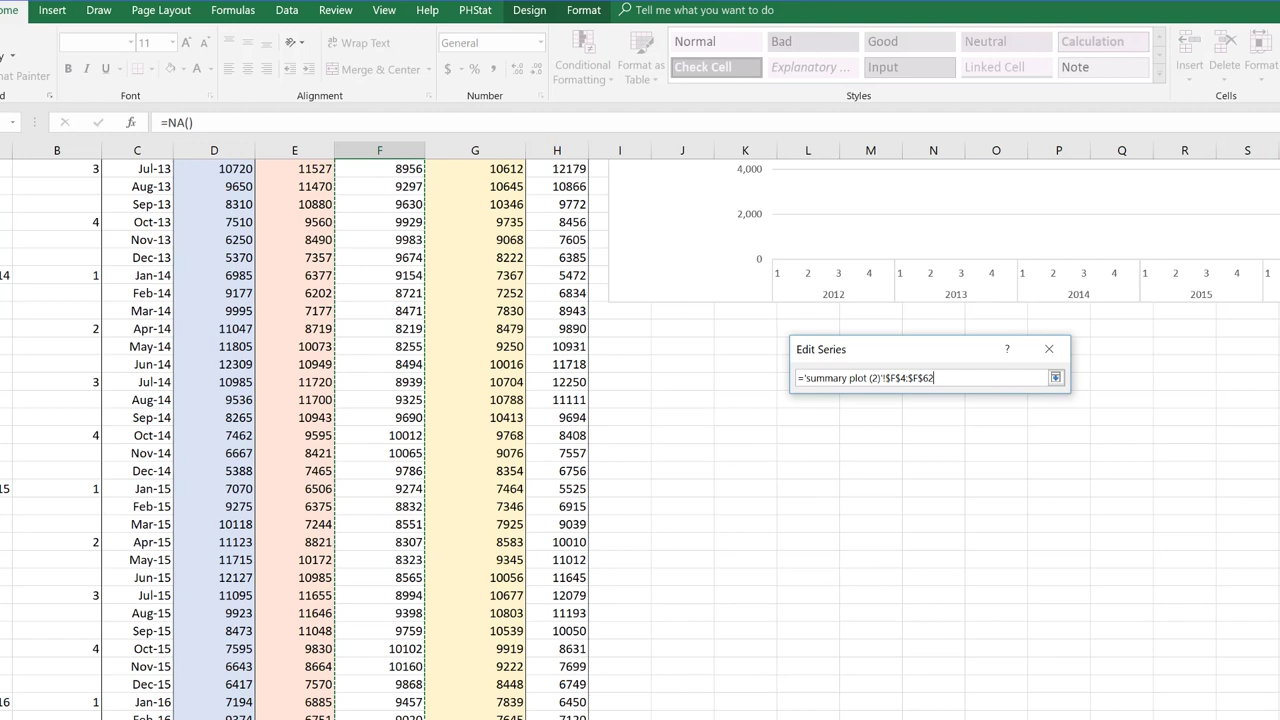 ome Insert Draw Page Layout Formulas Data Review View Help PHStat Design Format Tell me what you want to do
11 A A Wrap Text General Normal Bad Good Neutral Calculation
mat Painter B I U A Merge & Center $ % , Conditional Formatting Format as Table Check Cell Explanatory ... Input Linked Cell Note Insert Delete Format
Font Alignment Number Styles Cells
fx =NA()
B C D E F G H I J K L M N O P Q R S
3 Jul-13 10720 11527 8956 10612 12179 4,000
Aug-13 9650 11470 9297 10645 10866
Sep-13 8310 10880 9630 10346 9772 2,000
4 Oct-13 7510 9560 9929 9735 8456
Nov-13 6250 8490 9983 9068 7605
Dec-13 5370 7357 9674 8222 6385 0
14 1 Jan-14 6985 6377 9154 7367 5472 1 2 3 4 1 2 3 4 1 2 3 4 1 2 3 4 1
Feb-14 9177 6202 8721 7252 6834 2012 2013 2014 2015
Mar-14 9995 7177 8471 7830 8943
2 Apr-14 11047 8719 8219 8479 9890
May-14 11805 10073 8255 9250 10931 Edit Series ?
Jun-14 12309 10949 8494 10016 11718
3 Jul-14 10985 11720 8939 10704 12250 ='summary plot (2)'!$F$4:$F$62
Aug-14 9536 11700 9325 10788 11111
Sep-14 8265 10943 9690 10413 9694
4 Oct-14 7462 9595 10012 9768 8408
Nov-14 6667 8421 10065 9076 7557
Dec-14 5388 7465 9786 8354 6756
15 1 Jan-15 7070 6506 9274 7464 5525
Feb-15 9275 6375 8832 7346 6915
Mar-15 10118 7244 8551 7925 9039
2 Apr-15 11123 8821 8307 8583 10010
May-15 11715 10172 8323 9345 11012
Jun-15 12127 10985 8565 10056 11645
3 Jul-15 11095 11655 8994 10677 12079
Aug-15 9923 11646 9398 10803 11193
Sep-15 8473 11048 9759 10539 10050
4 Oct-15 7595 9830 10102 9919 8631
Nov-15 6643 8664 10160 9222 7699
Dec-15 6417 7570 9868 8448 6749
16 1 Jan-16 7194 6885 9457 7839 6450
Feb-16 9374 6751 9020 7645 7120